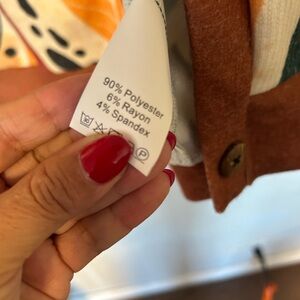 90% Polyester
6% Rayon
4% Spandex
P